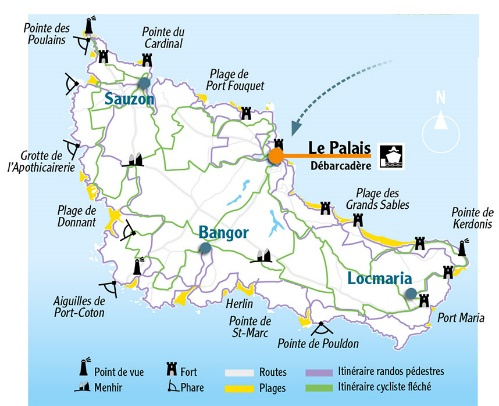 Pointe des
Poulains
Pointe du
Cardinal
Sauzon
Plage de
Port Fouquet
N
Le Palais
Débarcadère
Grotte de
l'Apothicairerie
Plage des
Grands Sables
Plage de
Donnant
Pointe de
Kerdonis
Bangor
Locmaria
Aiguilles de
Port-Coton
Herlin
Pointe de
St-Marc
Port Maria
Pointe de Pouldon
Point de vue
Fort
Routes
Itinéraire randos pédestres
Menhir
Phare
Plages
Itinéraire cycliste fléché